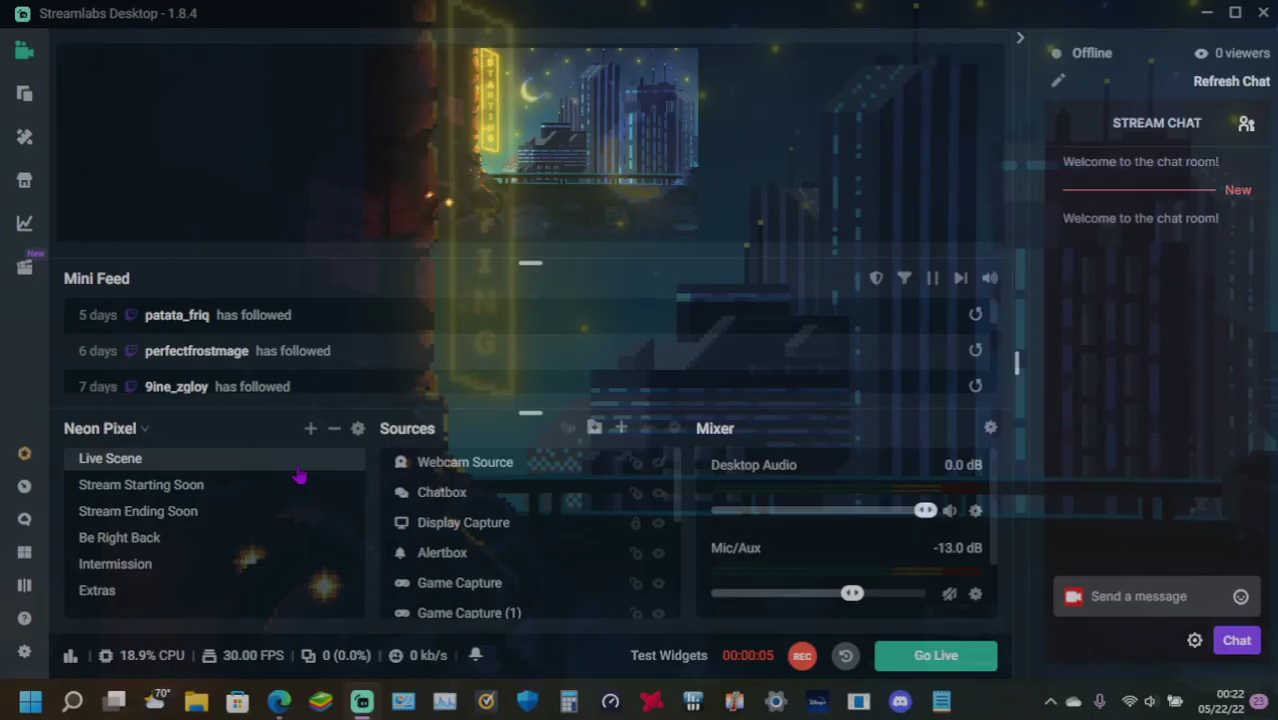 Streamlabs Desktop - 1.8.4
Offline
0 viewers
Refresh Chat
STREAM CHAT
Welcome to the chat room!
New
Welcome to the chat room!
STARTING
New
Mini Feed
5 days patata_friq has followed
6 days perfectfrostmage has followed
7 days 9ine_zgloy has followed
Neon Pixel
Live Scene
Stream Starting Soon
Stream Ending Soon
Be Right Back
Intermission
Extras
Sources
Webcam Source
Chatbox
Display Capture
Alertbox
Game Capture
Game Capture (1)
Mixer
Desktop Audio 0.0 dB
Mic/Aux -13.0 dB
Send a message
Chat
18.9% CPU 30.00 FPS 0 (0.0%) 0 kb/s
Test Widgets 00:00:05 REC Go Live
70°
00:22
05/22/22
23